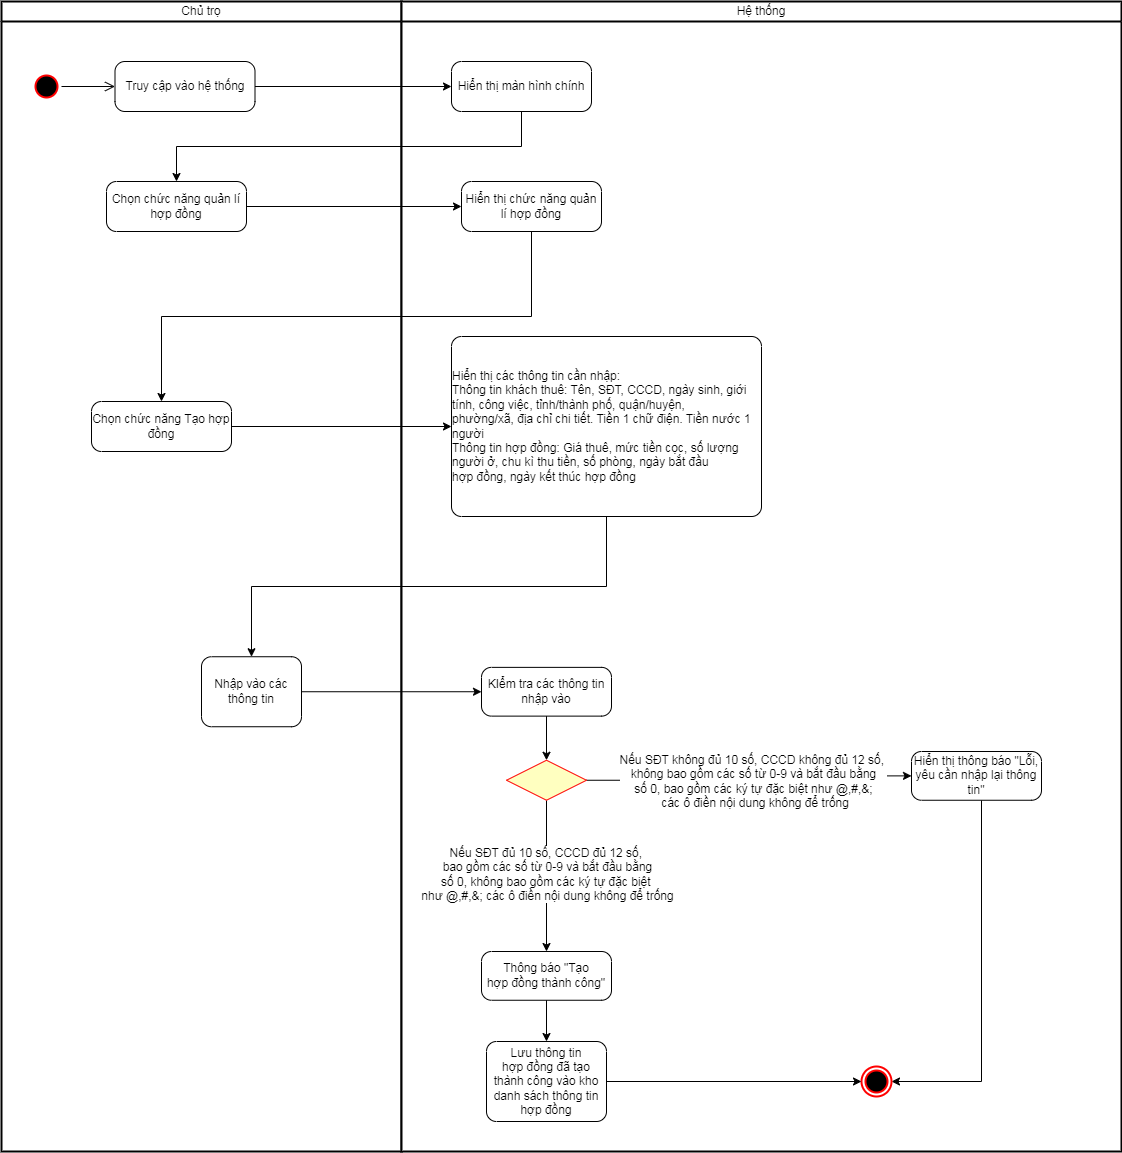 Chủ trọ
Hệ thống
Truy cập vào hệ thống
Hiển thị màn hình chính
Chọn chức năng quản lí
hợp đồng
Hiển thị chức năng quản
lí hợp đồng
Chọn chức năng Tạo hợp
đồng
Hiển thị các thông tin cần nhập:
Thông tin khách thuê: Tên, SĐT, CCCD, ngày sinh, giới
tính, công việc, tỉnh/thành phố, quận/huyện,
phường/xã, địa chỉ chi tiết. Tiền 1 chữ điện. Tiền nước 1
người
Thông tin hợp đồng: Giá thuê, mức tiền cọc, số lượng
người ở, chu kì thu tiền, số phòng, ngày bắt đầu
hợp đồng, ngày kết thúc hợp đồng
Nhập vào các
thông tin
KIểm tra các thông tin
nhập vào
Nếu SĐT không đủ 10 số, CCCD không đủ 12 số,
không bao gồm các số từ 0-9 và bắt đầu bằng
số 0, bao gồm các ký tự đặc biệt như @,#,&;
các ô điền nội dung không để trống
Hiển thị thông báo "Lỗi,
yêu cần nhập lại thông
tin"
Nếu SĐT đủ 10 số, CCCD đủ 12 số,
bao gồm các số từ 0-9 và bắt đầu bằng
số 0, không bao gồm các ký tự đặc biệt
như @,#,&; các ô điền nội dung không để trống
Thông báo "Tạo
hợp đồng thành công"
Lưu thông tin
hợp đồng đã tạo
thành công vào kho
danh sách thông tin
hợp đồng